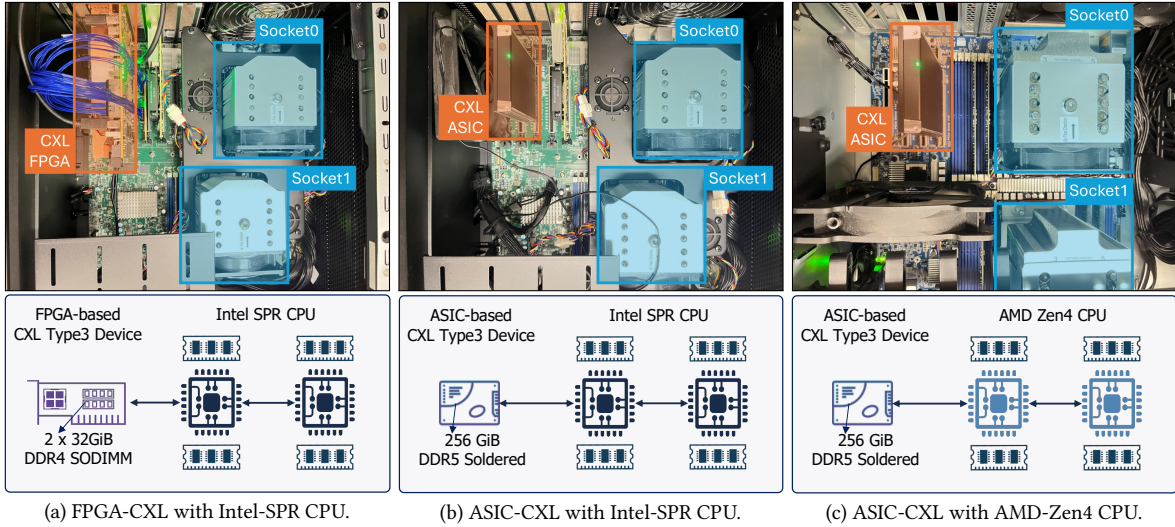 Socket0
CXL
FPGA
Socket1
FPGA-based
CXL Type3 Device
Intel SPR CPU
2 x 32GiB
DDR4 SODIMM
(a) FPGA-CXL with Intel-SPR CPU.
Socket0
CXL
ASIC
Socket1
ASIC-based
CXL Type3 Device
Intel SPR CPU
256 GiB
DDR5 Soldered
(b) ASIC-CXL with Intel-SPR CPU.
Socket0
CXL
ASIC
Socket1
ASIC-based
CXL Type3 Device
AMD Zen4 CPU
256 GiB
DDR5 Soldered
(c) ASIC-CXL with AMD-Zen4 CPU.